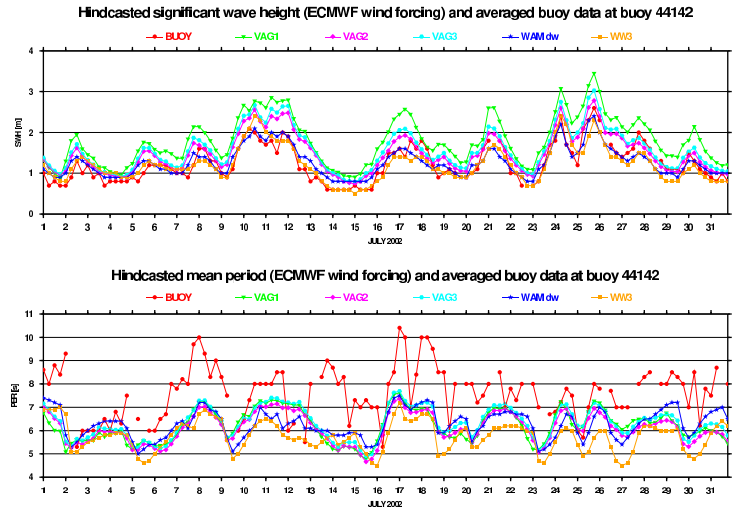 Hindcasted significant wave height (ECMWF wind forcing) and averaged buoy data at buoy 44142
BUOY VAG1 VAG2 VAG3 WAMdw WW3
4
3
2
1
0
SWH [m]
1 2 3 4 5 6 7 8 9 10 11 12 13 14 15 16 17 18 19 20 21 22 23 24 25 26 27 28 29 30 31
JULY 2002
Hindcasted mean period (ECMWF wind forcing) and averaged buoy data at buoy 44142
BUOY VAG1 VAG2 VAG3 WAMdw WW3
11
10
9
8
7
6
5
4
PER [s]
1 2 3 4 5 6 7 8 9 10 11 12 13 14 15 16 17 18 19 20 21 22 23 24 25 26 27 28 29 30 31
JULY 2002